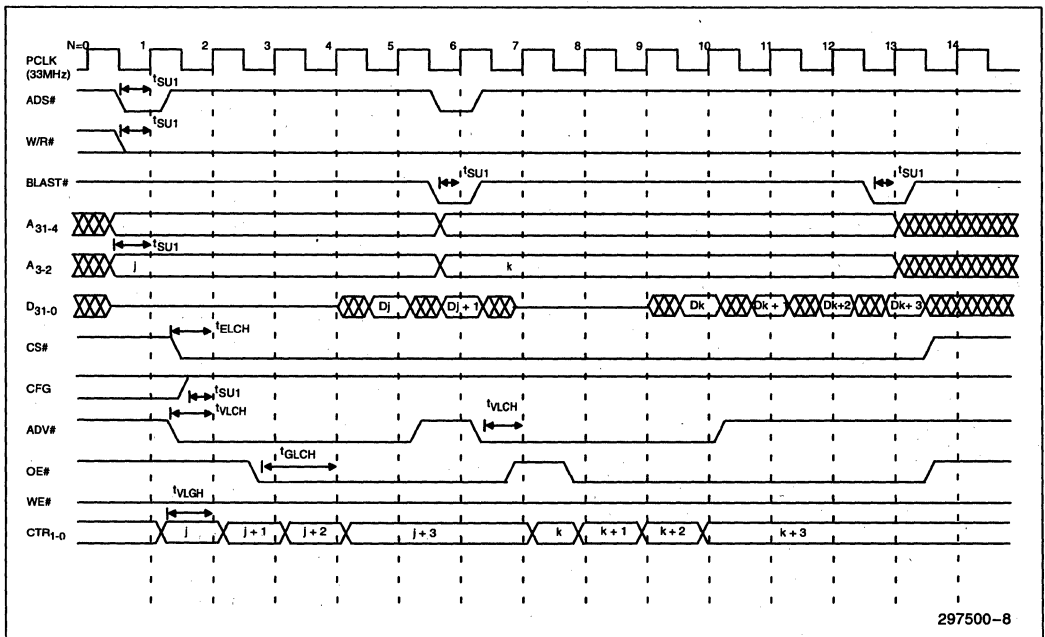 N=0 1 2 3 4 5 6 7 8 9 10 11 12 13 14
PCLK
(33MHz)
tSU1
ADS#
tSU1
W/R#
BLAST# tSU1 tSU1
A31-4
tSU1
A3-2 j k
D31-0 Dj Dj + 1 Dk Dk + 1 Dk+2 Dk+ 3
tELCH
CS#
CFG
tSU1
tVLCH tVLCH
ADV#
tGLCH
OE#
tVLGH
WE#
CTR1-0 j j + 1 j + 2 j + 3 k k + 1 k + 2 k + 3
297500-8